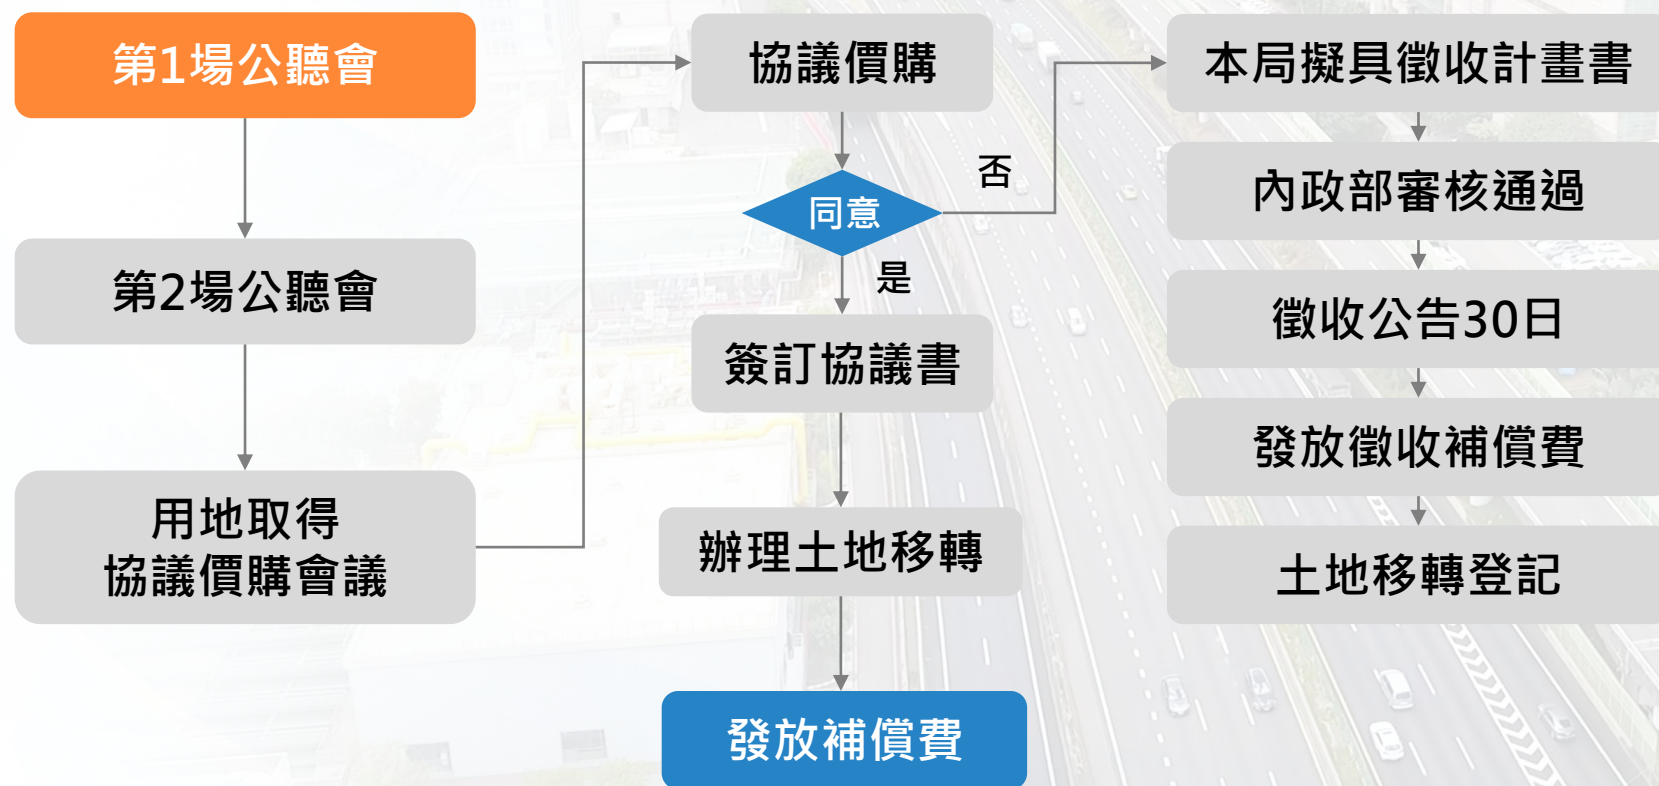 第1場公聽會
第2場公聽會
用地取得
協議價購會議
協議價購
同意
否
是
簽訂協議書
辦理土地移轉
發放補償費
本局擬具徵收計畫書
內政部審核通過
徵收公告30日
發放徵收補償費
土地移轉登記